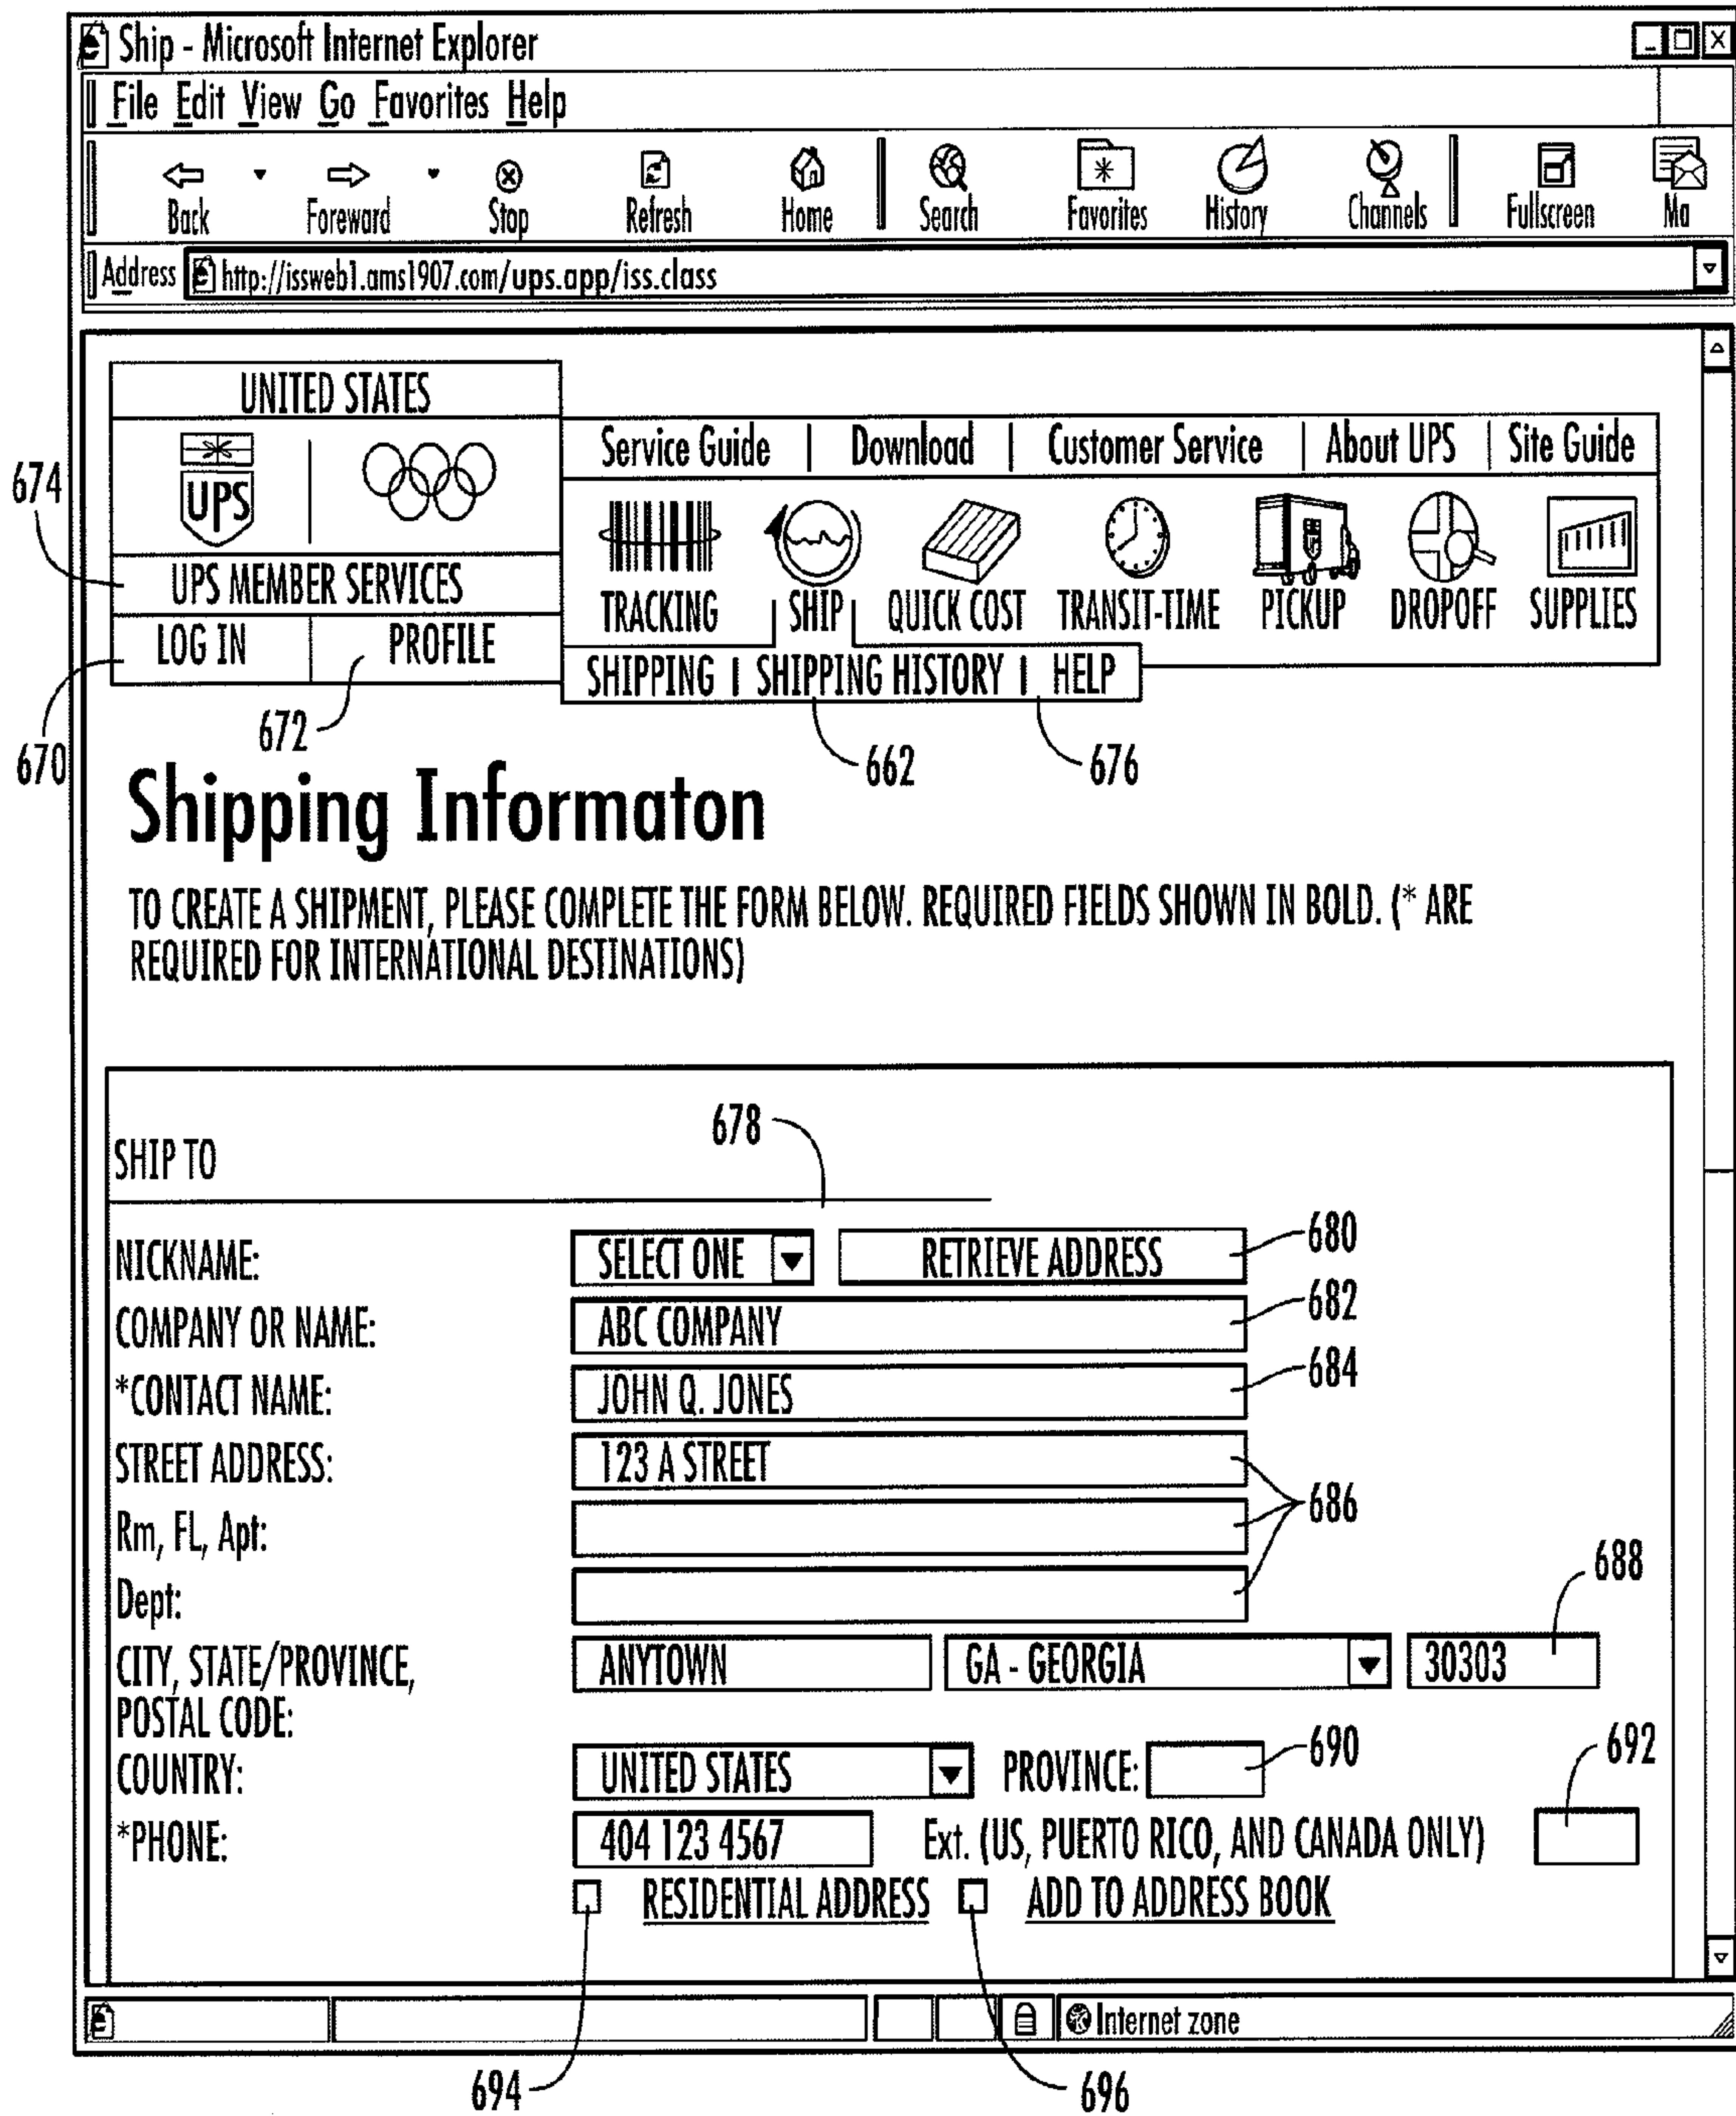 Ship - Microsoft Internet Explorer
File Edit View Go Favorites Help
Back Foreward Stop Refresh Home Search Favorites History Channels Fullscreen Ma
Address http://issweb1.ams1907.com/ups.app/iss.class
UNITED STATES
Service Guide | Download | Customer Service | About UPS | Site Guide
674
UPS
UPS MEMBER SERVICES
TRACKING SHIP QUICK COST TRANSIT-TIME PICKUP DROPOFF SUPPLIES
LOG IN PROFILE
SHIPPING | SHIPPING HISTORY | HELP
670 672 662 676
Shipping Informaton
TO CREATE A SHIPMENT, PLEASE COMPLETE THE FORM BELOW. REQUIRED FIELDS SHOWN IN BOLD. (* ARE
REQUIRED FOR INTERNATIONAL DESTINATIONS)
678
SHIP TO
NICKNAME: SELECT ONE RETRIEVE ADDRESS 680
COMPANY OR NAME: ABC COMPANY 682
*CONTACT NAME: JOHN Q. JONES 684
STREET ADDRESS: 123 A STREET
Rm, FL, Apt: 686
Dept: 688
CITY, STATE/PROVINCE, ANYTOWN GA - GEORGIA 30303
POSTAL CODE:
COUNTRY: UNITED STATES PROVINCE: 690 692
*PHONE: 404 123 4567 Ext. (US, PUERTO RICO, AND CANADA ONLY)
RESIDENTIAL ADDRESS ADD TO ADDRESS BOOK
Internet zone
694 696